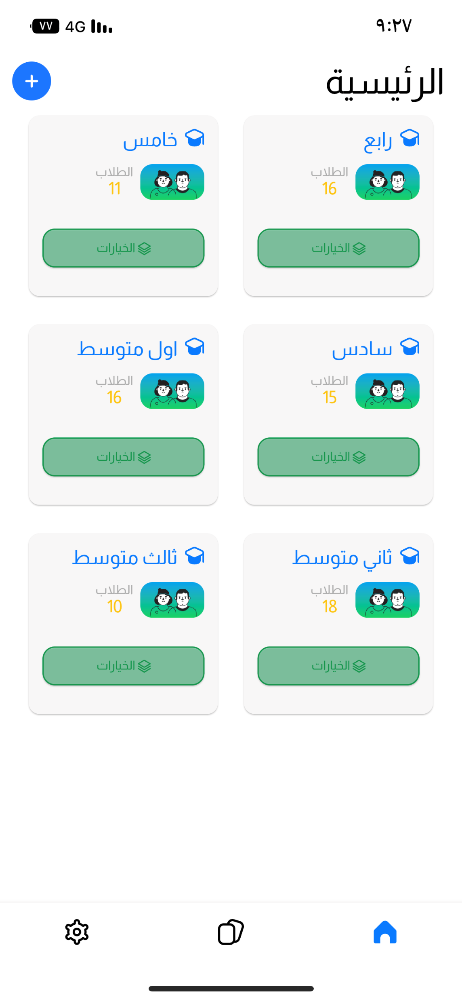 ٩:٢٧
4G ٧٧
الرئيسية
رابع
الطلاب
16
الخيارات
خامس
الطلاب
11
الخيارات
سادس
الطلاب
15
الخيارات
اول متوسط
الطلاب
16
الخيارات
ثاني متوسط
الطلاب
18
الخيارات
ثالث متوسط
الطلاب
10
الخيارات